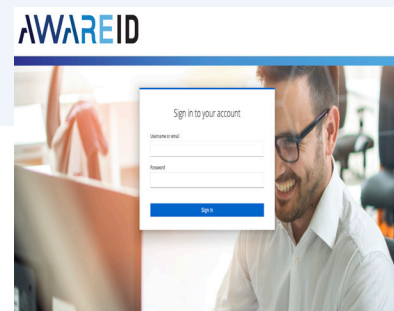 AWAREID
Sign in to your account
Username or email
Password
Sign In